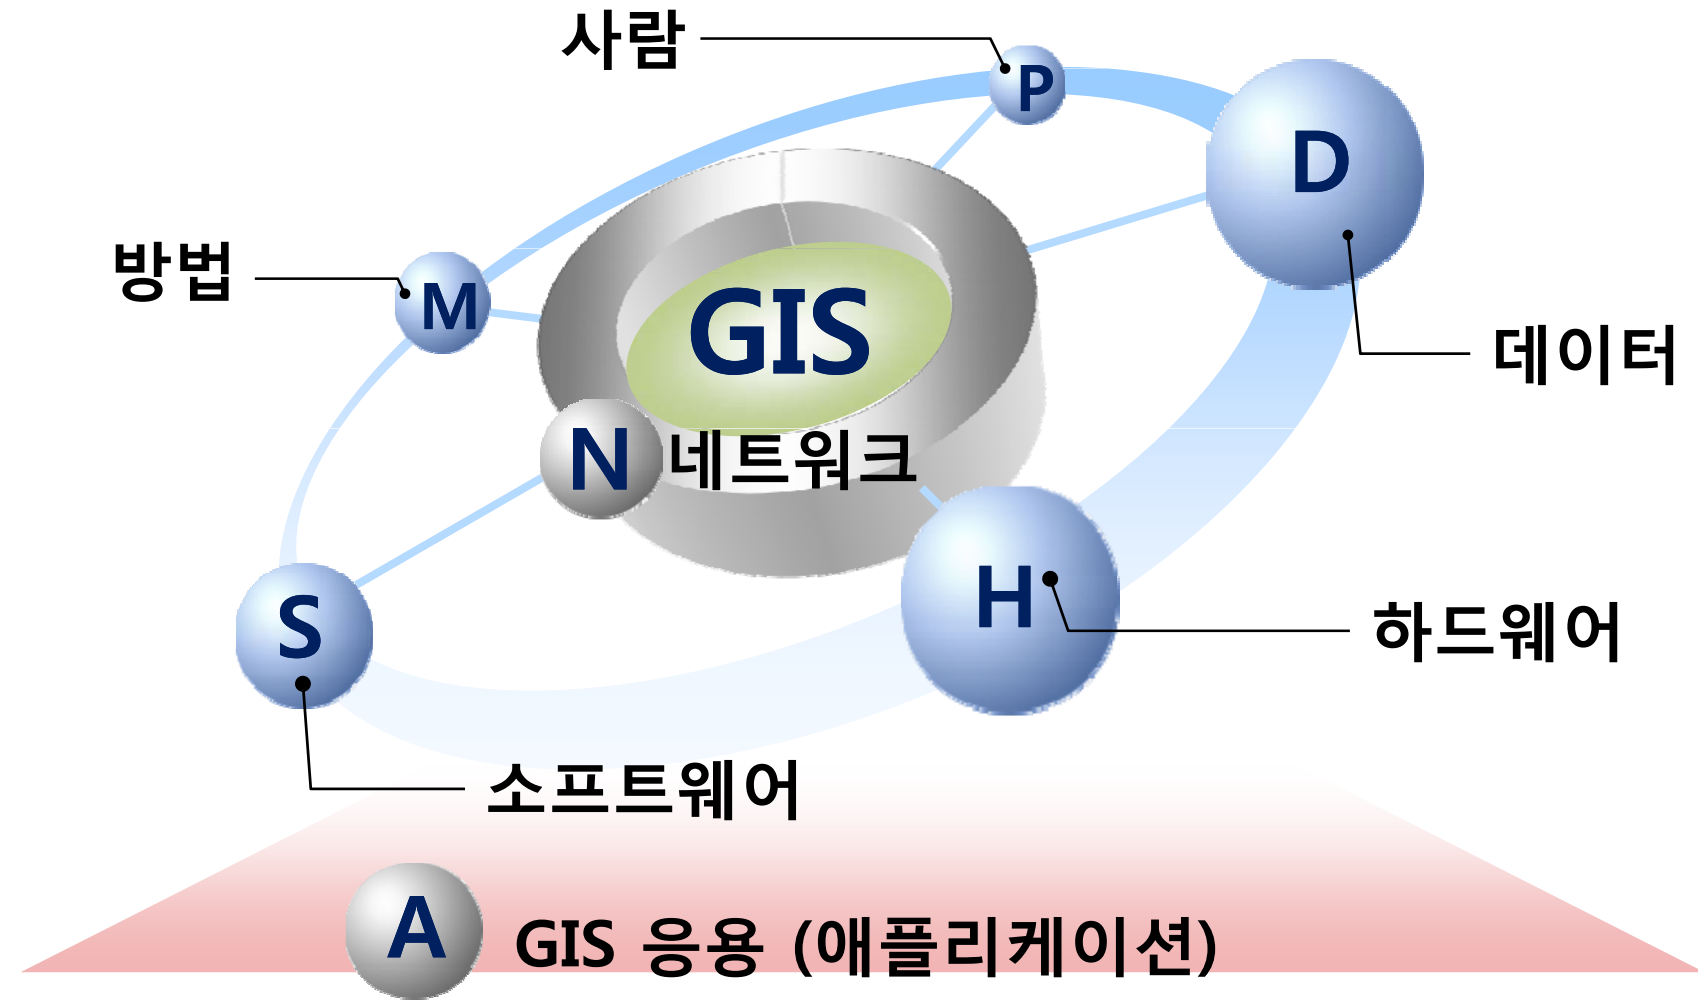 사람
P
D
방법
M
GIS
데이터
N 네트워크
H
하드웨어
S
소프트웨어
A GIS 응용 (애플리케이션)